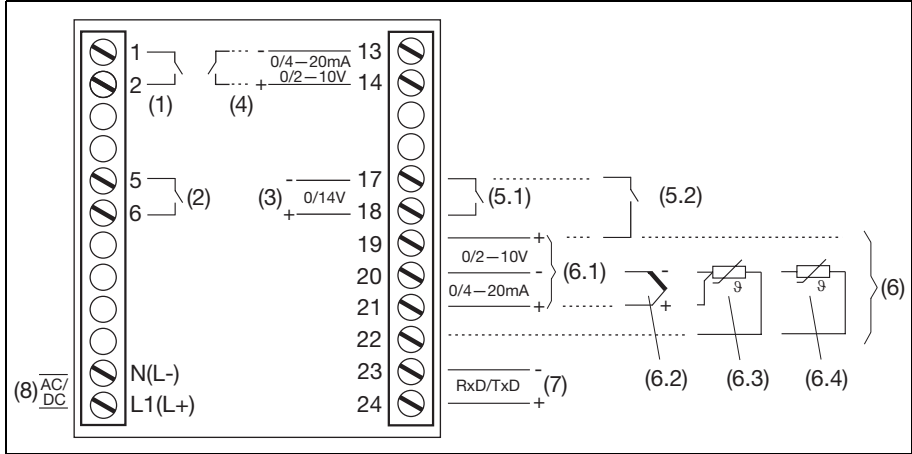 1 - 13
0/4–20mA
2 + 0/2–10V 14
(1) (4)
5 - 17
(2) (3) 0/14V (5.1) (5.2)
6 + 18
19 +
0/2–10V
20 - (6.1) - ϑ ϑ (6)
0/4–20mA
21 + +
22
(6.2) (6.3) (6.4)
(8) AC/DC N(L-) 23 -
RxD/TxD (7)
L1(L+) 24 +